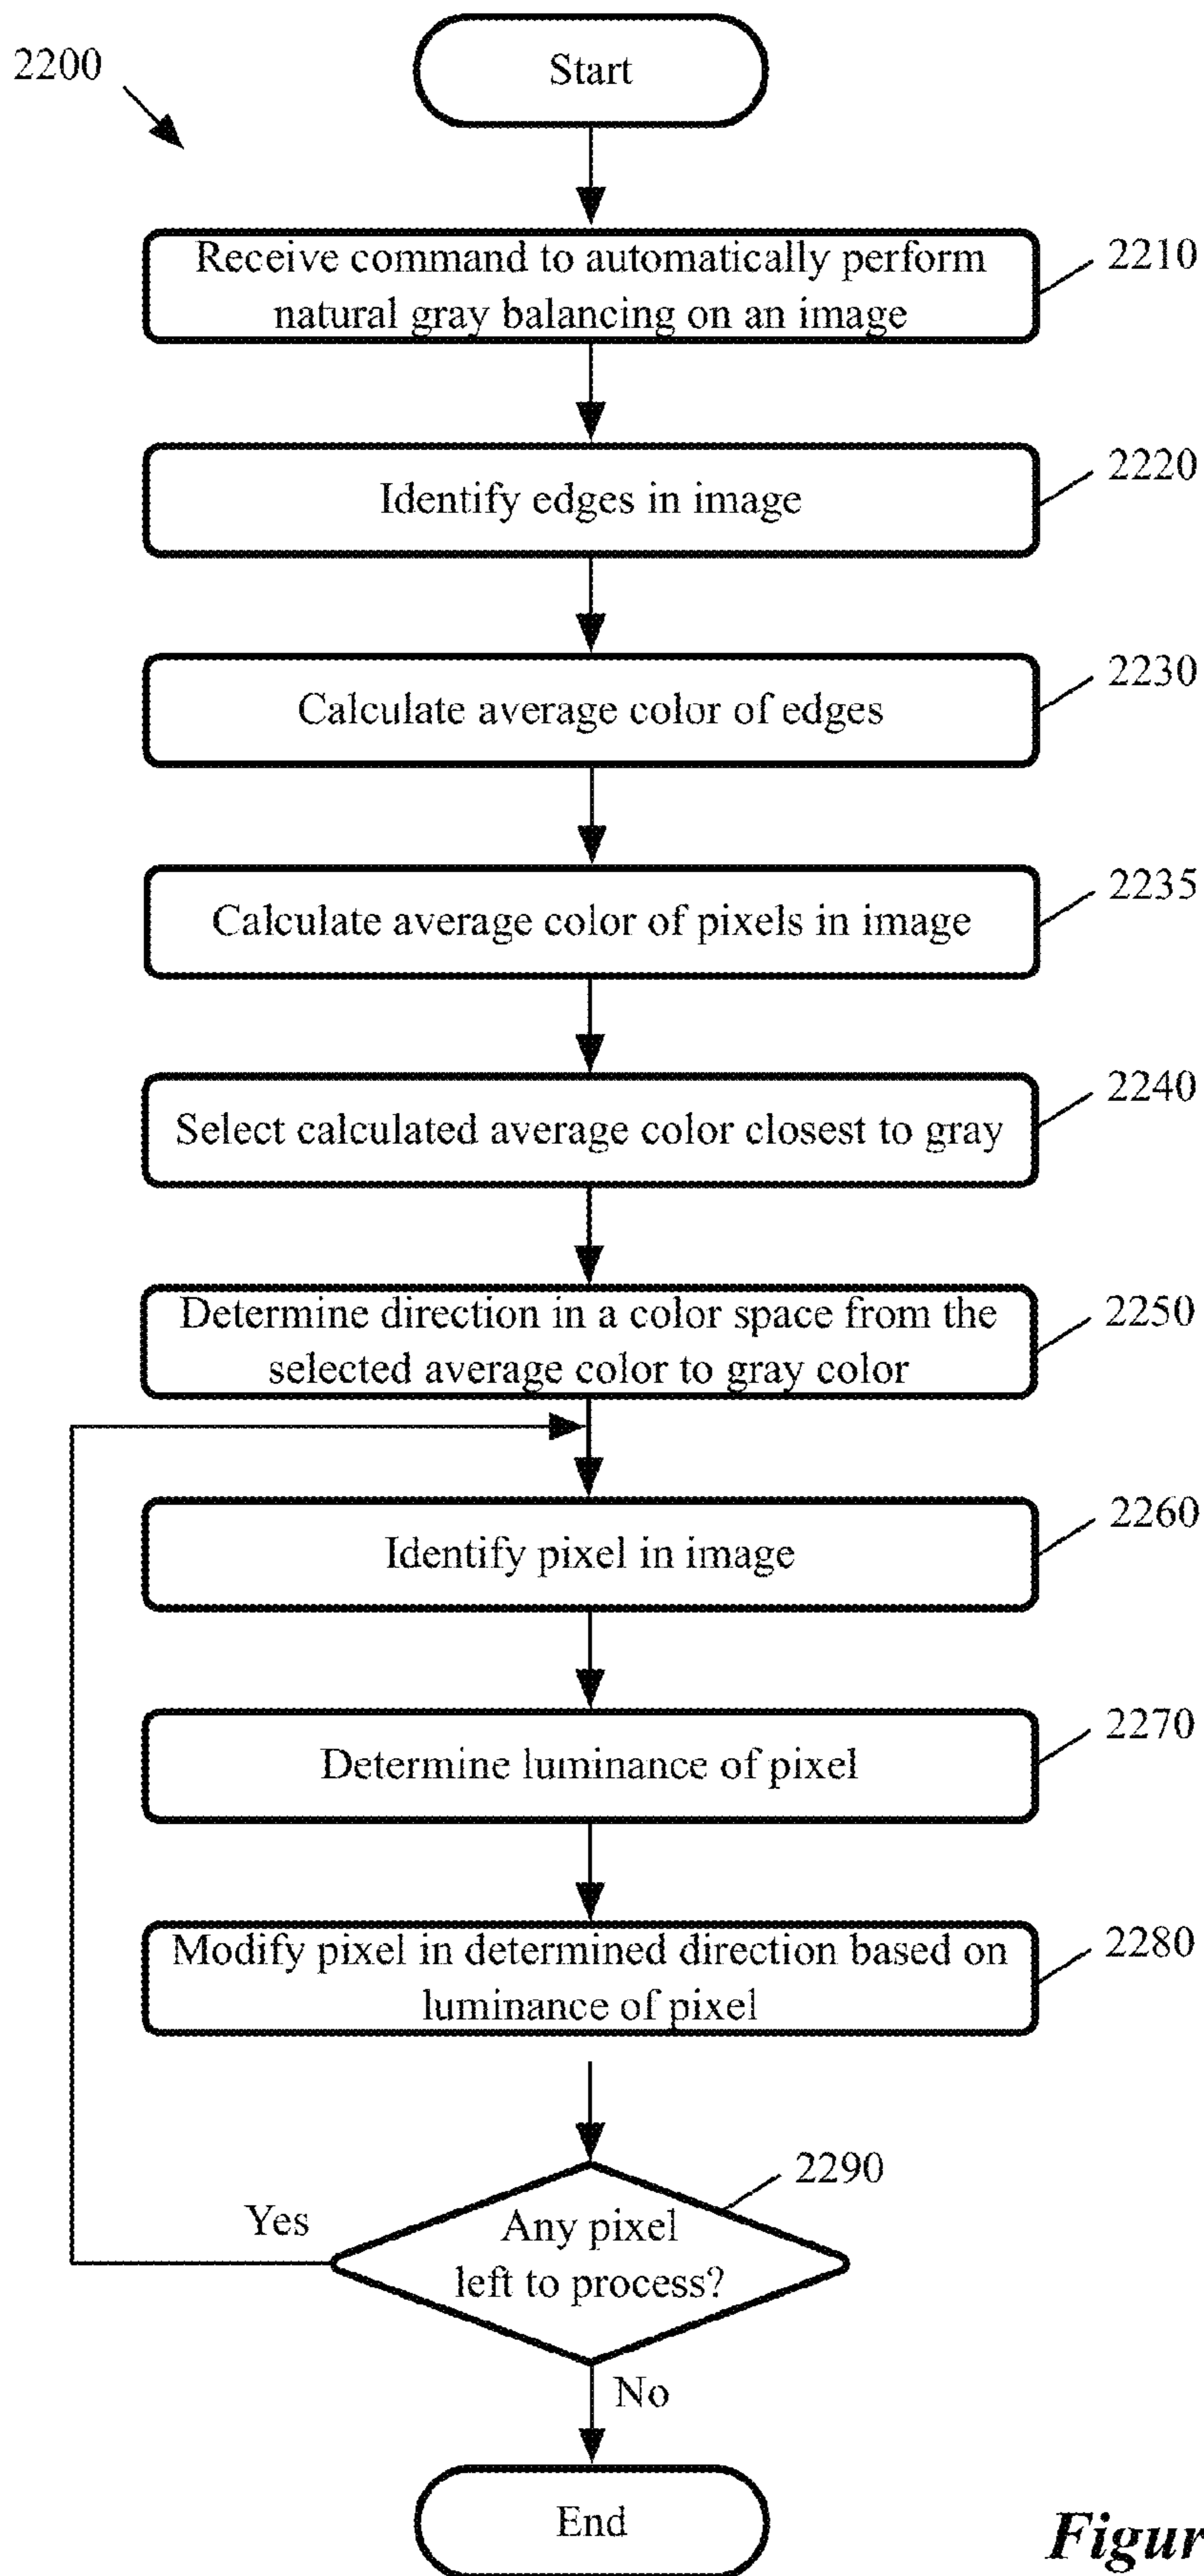 2200
Start
Receive command to automatically perform
natural gray balancing on an image
2210
Identify edges in image
2220
Calculate average color of edges
2230
Calculate average color of pixels in image
2235
Select calculated average color closest to gray
2240
Determine direction in a color space from the
selected average color to gray color
2250
Identify pixel in image
2260
Determine luminance of pixel
2270
Modify pixel in determined direction based on
luminance of pixel
2280
2290
Any pixel
left to process?
Yes
No
End
Figur